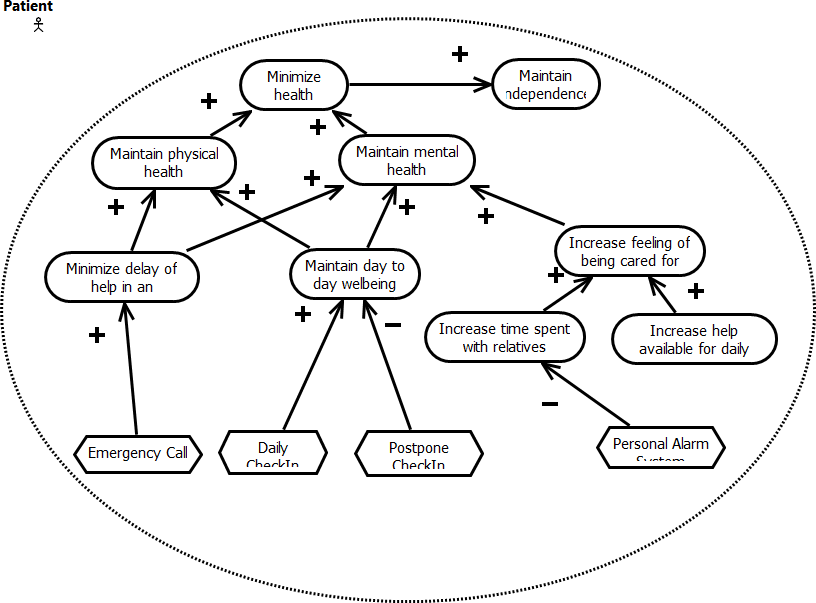 Patient
Minimize
health
+
Maintain
independence
+
+
Maintain physical
health
Maintain mental
health
+
+
+
+
+
Minimize delay of
help in an
Maintain day to
day welbeing
Increase feeling of
being cared for
+
+
+
+
−
Increase time spent
with relatives
Increase help
available for daily
−
Emergency Call
Daily
CheckIn
Postpone
CheckIn
Personal Alarm
System